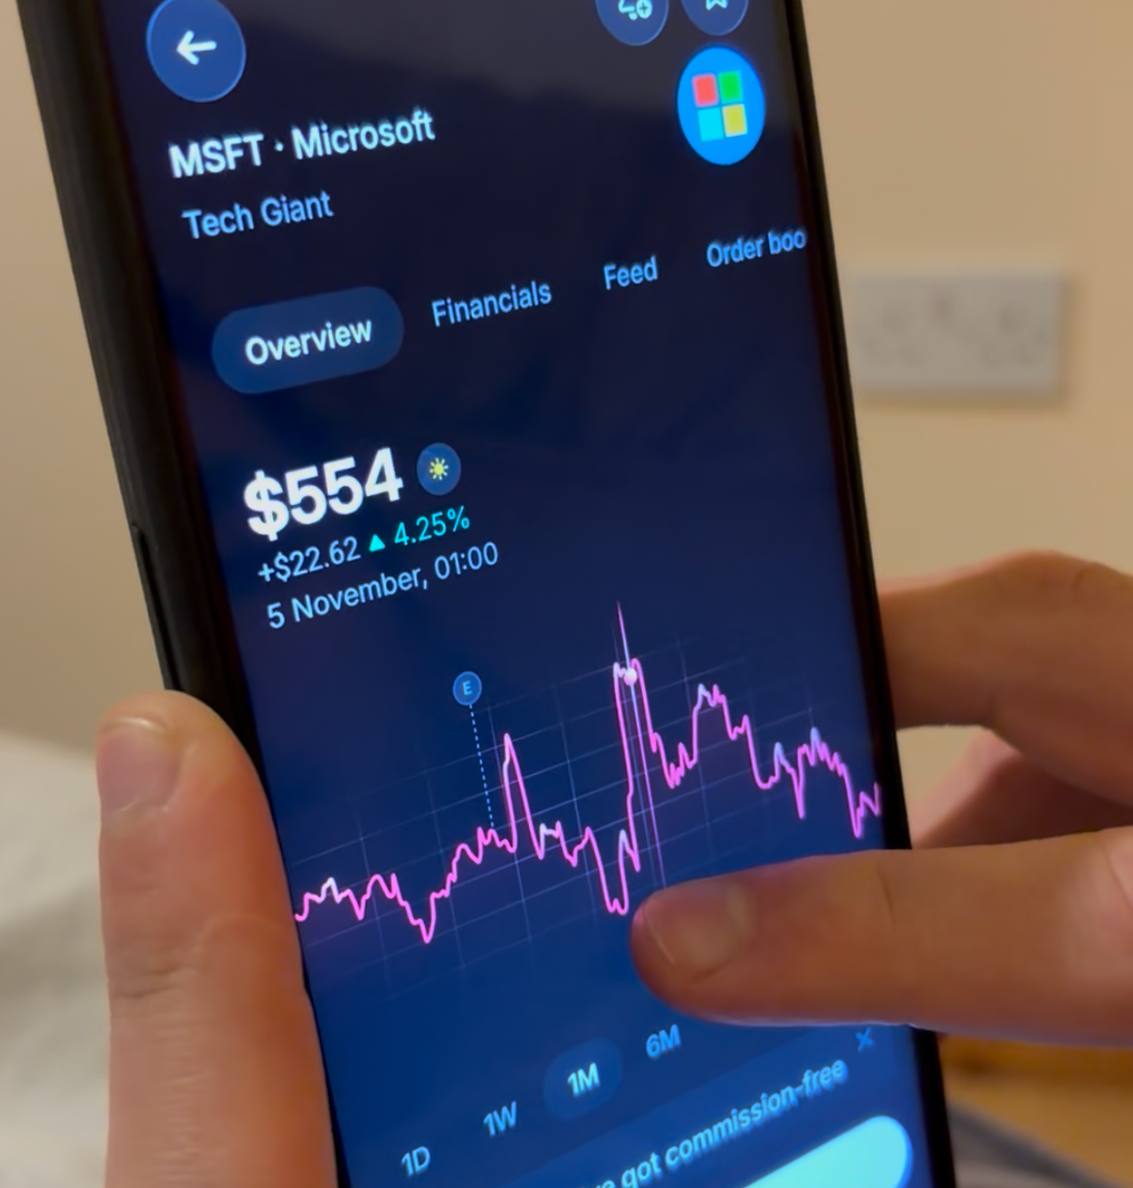 MSFT · Microsoft
Tech Giant
Overview
Financials
Feed
Order boo
$554
+$22.62 ▲ 4.25%
5 November, 01:00
E
1D
1W
1M
6M
got commission-free